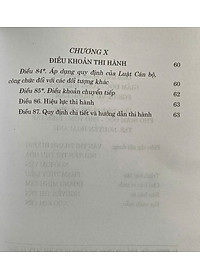 CHƯƠNG X
ĐIỀU KHOẢN THI HÀNH 60
Điều 84*. Áp dụng quy định của Luật Cán bộ,
công chức đối với các đối tượng khác 60
Điều 85*. Điều khoản chuyển tiếp 62
Điều 86. Hiệu lực thi hành 63
Điều 87. Quy định chi tiết và hướng dẫn thi hành 63